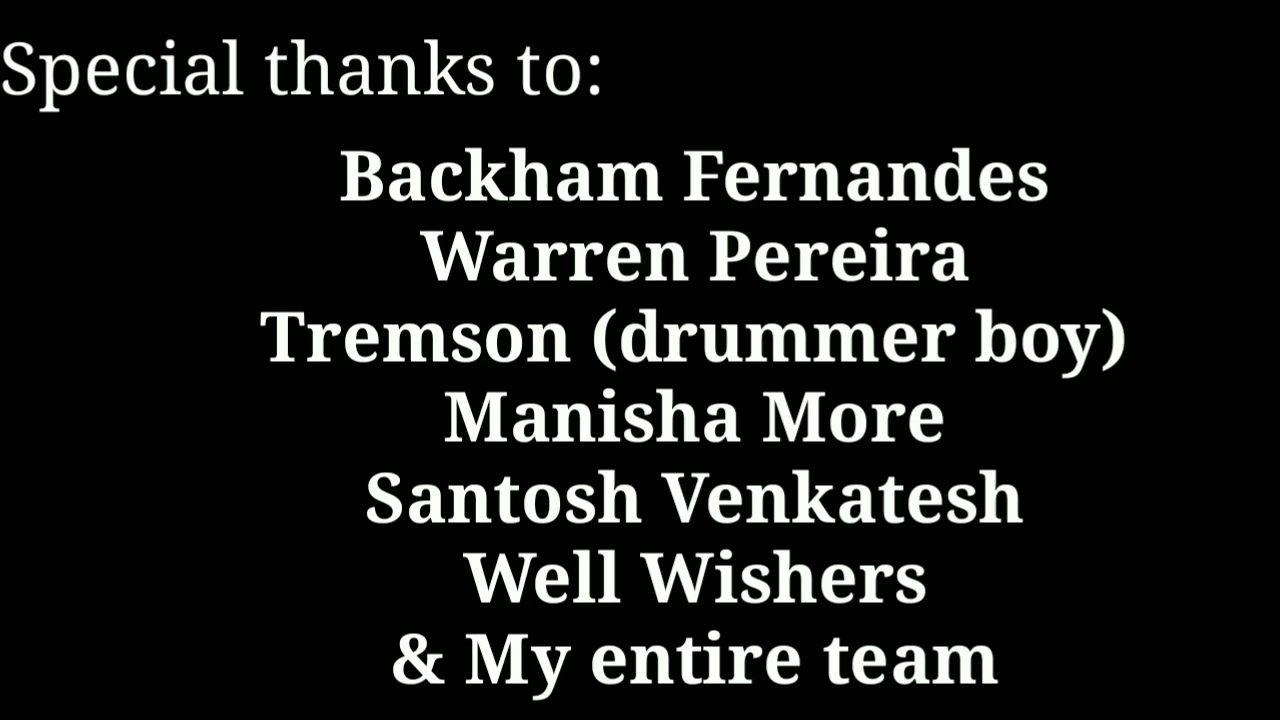 Special thanks to:
Backham Fernandes
Warren Pereira
Tremson (drummer boy)
Manisha More
Santosh Venkatesh
Well Wishers
& My entire team